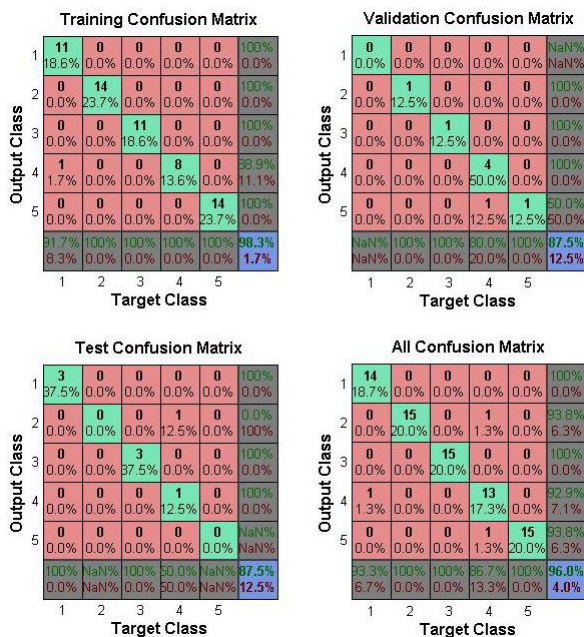 Training Confusion Matrix
Output Class
1 11 0 0 0 0 100%
18.6% 0.0% 0.0% 0.0% 0.0% 0.0%
2 0 14 0 0 0 100%
0.0% 23.7% 0.0% 0.0% 0.0% 0.0%
3 0 0 11 0 0 100%
0.0% 0.0% 18.6% 0.0% 0.0% 0.0%
4 1 0 0 8 0 88.9%
1.7% 0.0% 0.0% 13.6% 0.0% 11.1%
5 0 0 0 0 14 100%
0.0% 0.0% 0.0% 0.0% 23.7% 0.0%
91.7% 100% 100% 100% 100% 98.3%
8.3% 0.0% 0.0% 0.0% 0.0% 1.7%
1 2 3 4 5
Target Class
Validation Confusion Matrix
Output Class
1 0 0 0 0 0 NaN%
0.0% 0.0% 0.0% 0.0% 0.0% NaN%
2 0 1 0 0 0 100%
0.0% 12.5% 0.0% 0.0% 0.0% 0.0%
3 0 0 1 0 0 100%
0.0% 0.0% 12.5% 0.0% 0.0% 0.0%
4 0 0 0 4 0 100%
0.0% 0.0% 0.0% 50.0% 0.0% 0.0%
5 0 0 0 1 1 50.0%
0.0% 0.0% 0.0% 12.5% 12.5% 50.0%
NaN% 100% 100% 80.0% 100% 87.5%
NaN% 0.0% 0.0% 20.0% 0.0% 12.5%
1 2 3 4 5
Target Class
Test Confusion Matrix
Output Class
1 3 0 0 0 0 100%
37.5% 0.0% 0.0% 0.0% 0.0% 0.0%
2 0 0 0 1 0 0.0%
0.0% 0.0% 0.0% 12.5% 0.0% 100%
3 0 0 3 0 0 100%
0.0% 0.0% 37.5% 0.0% 0.0% 0.0%
4 0 0 0 1 0 100%
0.0% 0.0% 0.0% 12.5% 0.0% 0.0%
5 0 0 0 0 0 NaN%
0.0% 0.0% 0.0% 0.0% 0.0% NaN%
100% NaN% 100% 50.0% NaN% 87.5%
0.0% NaN% 0.0% 50.0% NaN% 12.5%
1 2 3 4 5
Target Class
All Confusion Matrix
Output Class
1 14 0 0 0 0 100%
18.7% 0.0% 0.0% 0.0% 0.0% 0.0%
2 0 15 0 1 0 93.8%
0.0% 20.0% 0.0% 1.3% 0.0% 6.3%
3 0 0 15 0 0 100%
0.0% 0.0% 20.0% 0.0% 0.0% 0.0%
4 1 0 0 13 0 92.9%
1.3% 0.0% 0.0% 17.3% 0.0% 7.1%
5 0 0 0 1 15 93.8%
0.0% 0.0% 0.0% 1.3% 20.0% 6.3%
93.3% 100% 100% 86.7% 100% 96.0%
6.7% 0.0% 0.0% 13.3% 0.0% 4.0%
1 2 3 4 5
Target Class